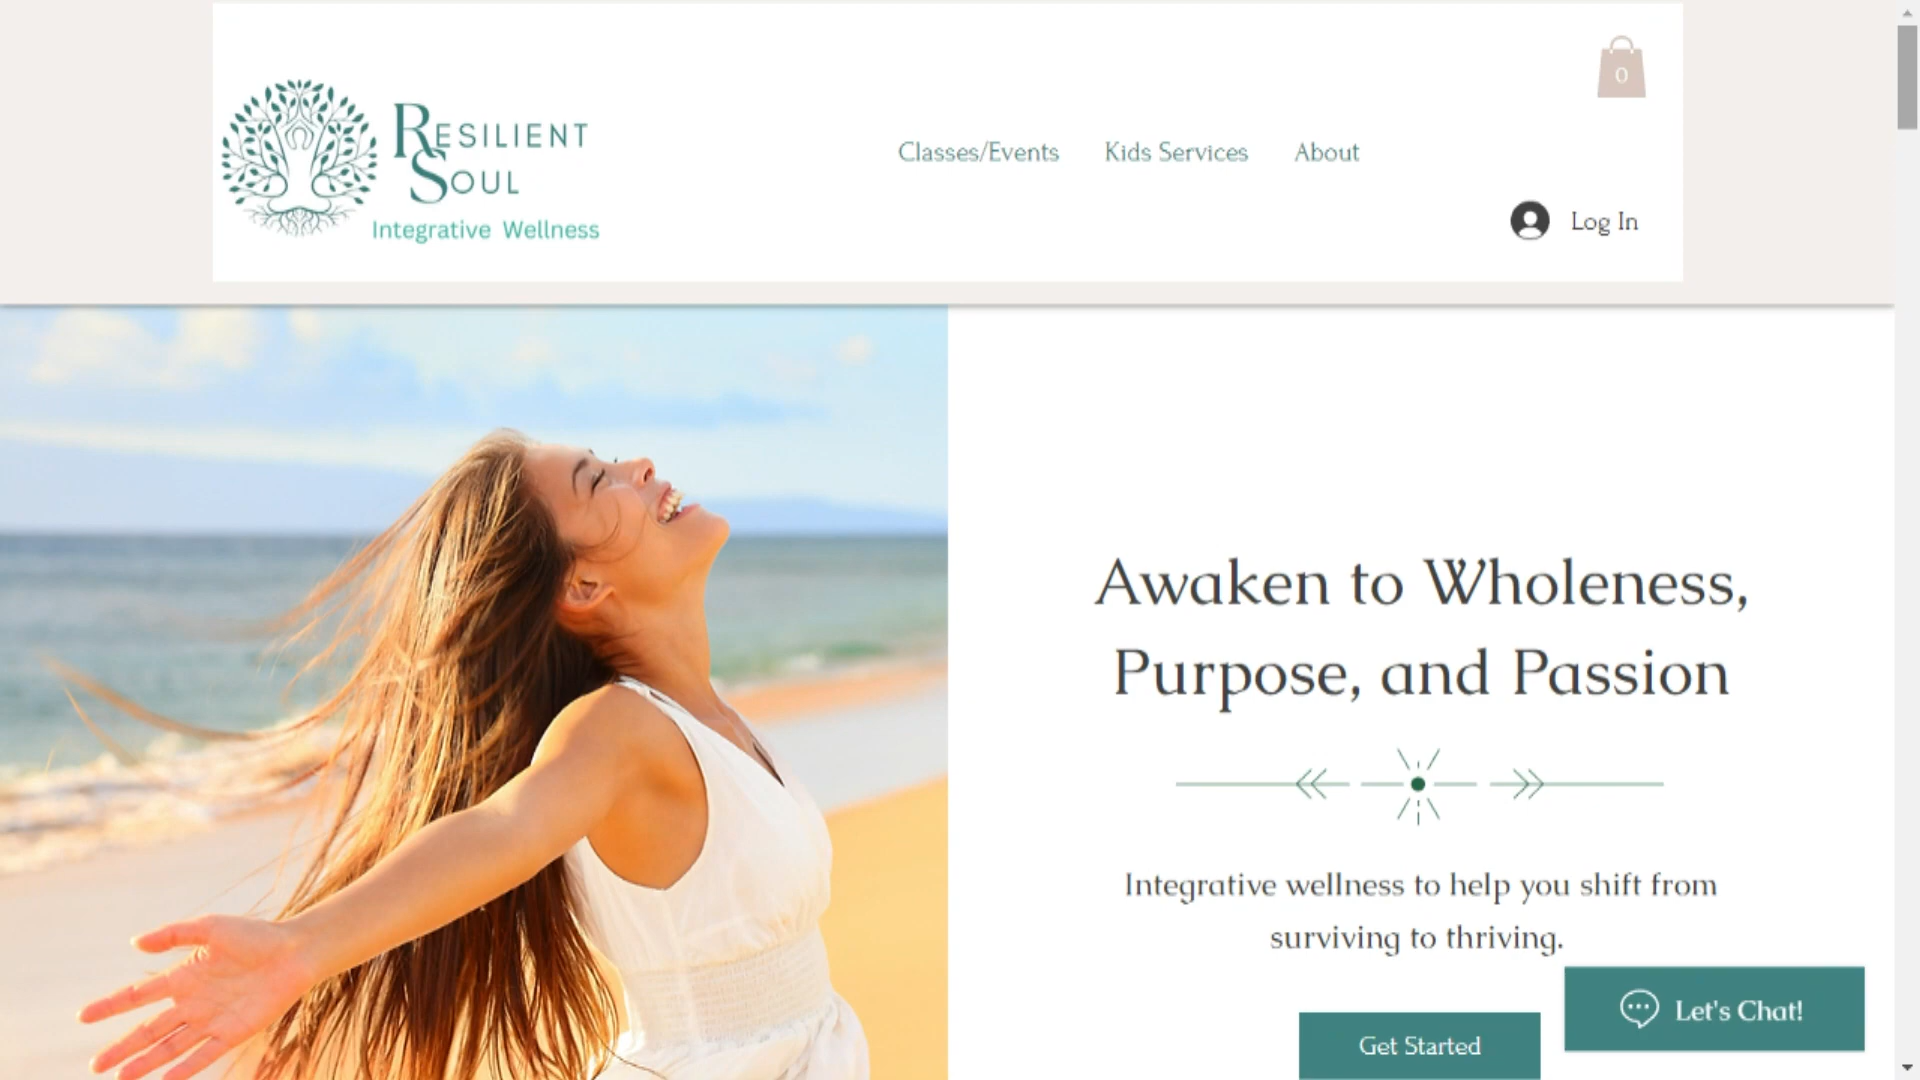 0
RESILIENT
SOUL
Integrative Wellness
Classes/Events Kids Services About
Log In
Awaken to Wholeness,
Purpose, and Passion
Integrative wellness to help you shift from
surviving to thriving.
Let's Chat!
Get Started